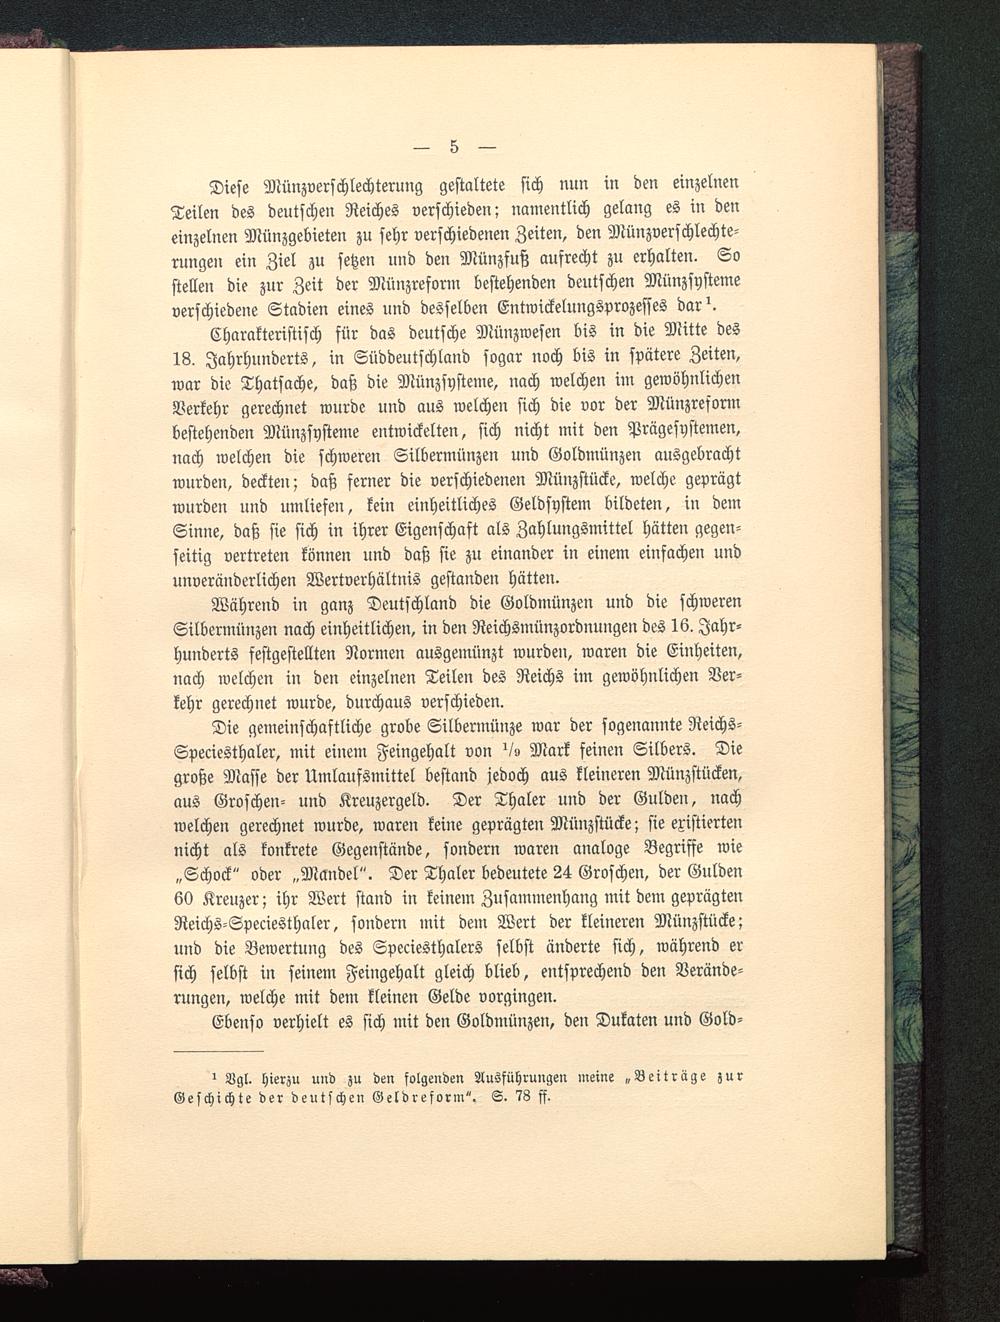 — 5 —
Diese Münzverschlechterung gestaltete sich nun in den einzelnen
Teilen des deutschen Reiches verschieden; namentlich gelang es in den
einzelnen Münzgebieten zu sehr verschiedenen Zeiten, den Münzverschlechte-
rungen ein Ziel zu setzen und den Münzfuß aufrecht zu erhalten. So
stellen die zur Zeit der Münzreform bestehenden deutschen Münzsysteme
verschiedene Stadien eines und desselben Entwickelungsprozesses dar¹.
Charakteristisch für das deutsche Münzwesen bis in die Mitte des
18. Jahrhunderts, in Süddeutschland sogar noch bis in spätere Zeiten,
war die Thatsache, daß die Münzsysteme, nach welchen im gewöhnlichen
Verkehr gerechnet wurde und aus welchen sich die vor der Münzreform
bestehenden Münzsysteme entwickelten, sich nicht mit den Prägesystemen,
nach welchen die schweren Silbermünzen und Goldmünzen ausgebracht
wurden, deckten; daß ferner die verschiedenen Münzstücke, welche geprägt
wurden und umliefen, kein einheitliches Geldsystem bildeten, in dem
Sinne, daß sie sich in ihrer Eigenschaft als Zahlungsmittel hätten gegen-
seitig vertreten können und daß sie zu einander in einem einfachen und
unveränderlichen Wertverhältnis gestanden hätten.
Während in ganz Deutschland die Goldmünzen und die schweren
Silbermünzen nach einheitlichen, in den Reichsmünzordnungen des 16. Jahr-
hunderts festgestellten Normen ausgemünzt wurden, waren die Einheiten,
nach welchen in den einzelnen Teilen des Reichs im gewöhnlichen Ver-
kehr gerechnet wurde, durchaus verschieden.
Die gemeinschaftliche grobe Silbermünze war der sogenannte Reichs-
Speciesthaler, mit einem Feingehalt von 1/9 Mark feinen Silbers. Die
große Masse der Umlaufsmittel bestand jedoch aus kleineren Münzstücken,
aus Groschen- und Kreuzergeld. Der Thaler und der Gulden, nach
welchen gerechnet wurde, waren keine geprägten Münzstücke; sie existierten
nicht als konkrete Gegenstände, sondern waren analoge Begriffe wie
„Schock“ oder „Mandel“. Der Thaler bedeutete 24 Groschen, der Gulden
60 Kreuzer; ihr Wert stand in keinem Zusammenhang mit dem geprägten
Reichs-Speciesthaler, sondern mit dem Wert der kleineren Münzstücke;
und die Bewertung des Speciesthalers selbst änderte sich, während er
sich selbst in seinem Feingehalt gleich blieb, entsprechend den Verände-
rungen, welche mit dem kleinen Gelde vorgingen.
Ebenso verhielt es sich mit den Goldmünzen, den Dukaten und Gold-
¹ Vgl. hierzu und zu den folgenden Ausführungen meine „Beiträge zur
Geschichte der deutschen Geldreform“. S. 78 ff.